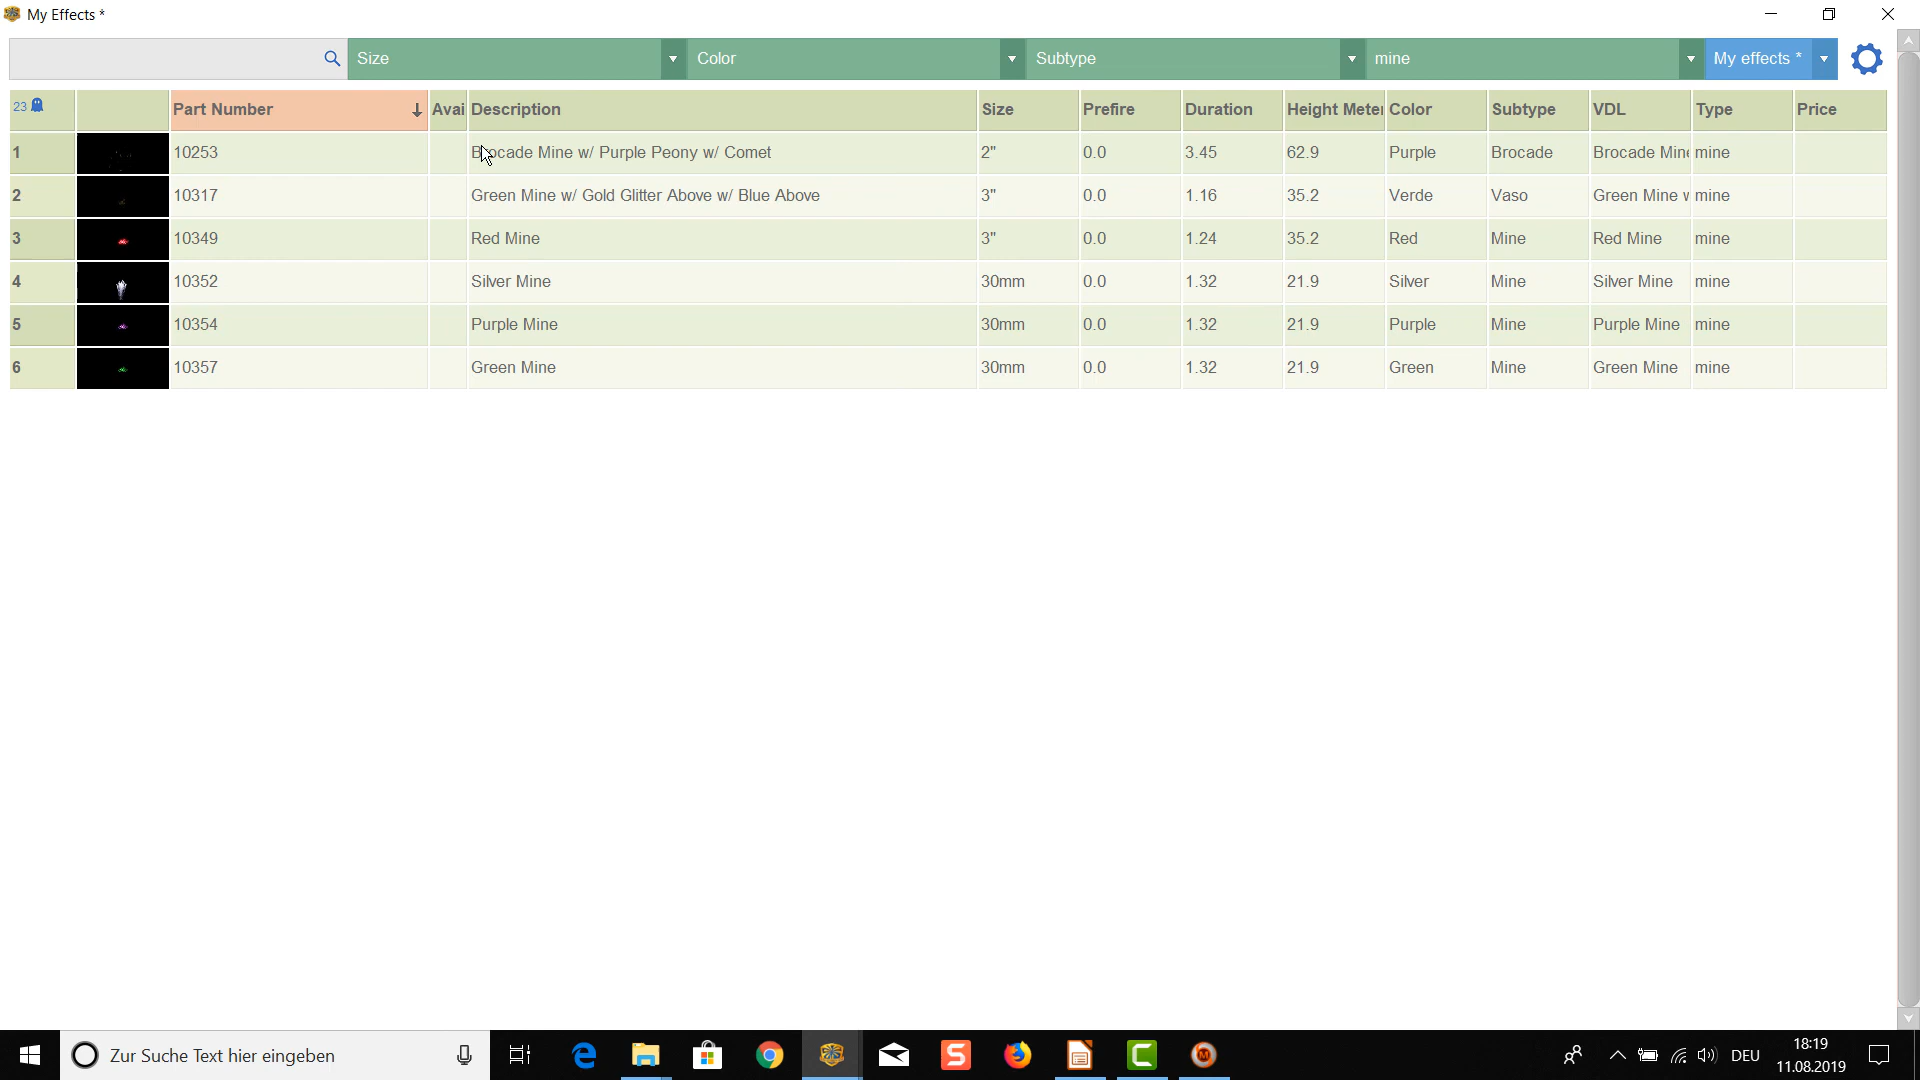 My Effects *
Size Color Subtype mine My effects *
23 Part Number Avai Description Size Prefire Duration Height Meter Color Subtype VDL Type Price
1 10253 Brocade Mine w/ Purple Peony w/ Comet 2" 0.0 3.45 62.9 Purple Brocade Brocade Mine mine
2 10317 Green Mine w/ Gold Glitter Above w/ Blue Above 3" 0.0 1.16 35.2 Verde Vaso Green Mine w mine
3 10349 Red Mine 3" 0.0 1.24 35.2 Red Mine Red Mine mine
4 10352 Silver Mine 30mm 0.0 1.32 21.9 Silver Mine Silver Mine mine
5 10354 Purple Mine 30mm 0.0 1.32 21.9 Purple Mine Purple Mine mine
6 10357 Green Mine 30mm 0.0 1.32 21.9 Green Mine Green Mine mine
Zur Suche Text hier eingeben DEU 18:19
11.08.2019